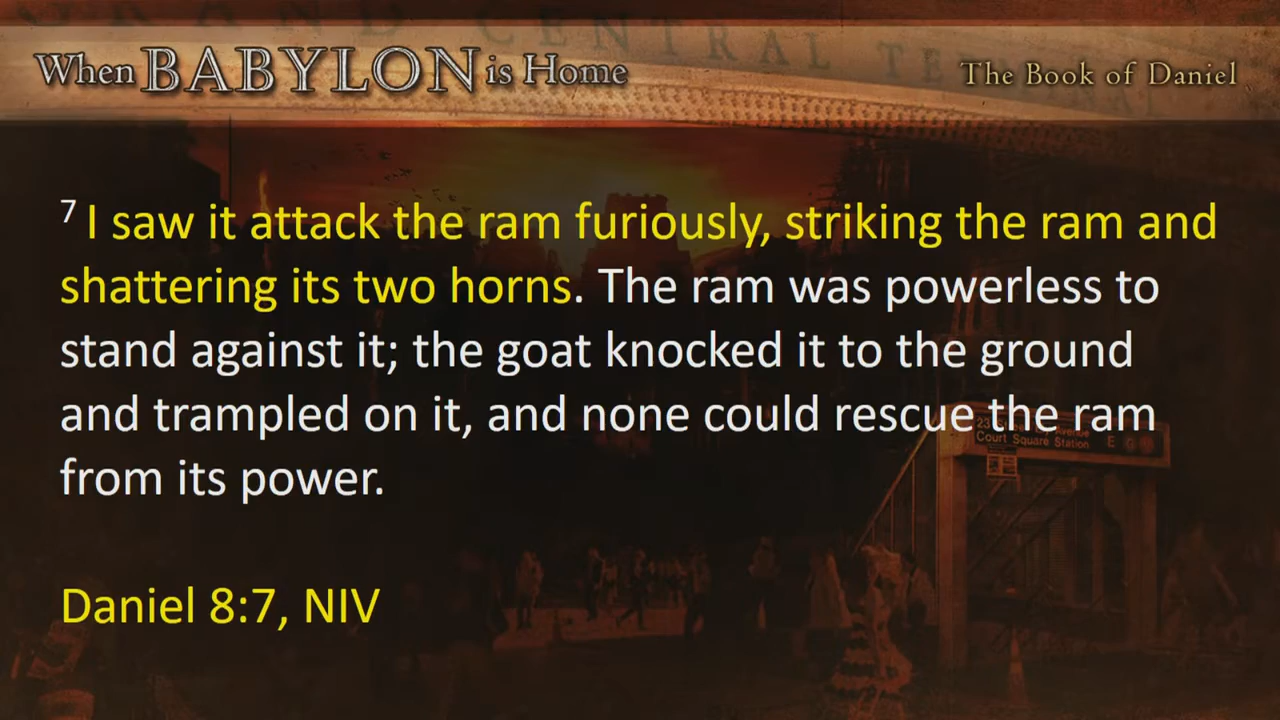 When BABYLON is Home
The Book of Daniel
7 I saw it attack the ram furiously, striking the ram and
shattering its two horns. The ram was powerless to
stand against it; the goat knocked it to the ground
and trampled on it, and none could rescue the ram
from its power.
Court Square Station E
Daniel 8:7, NIV